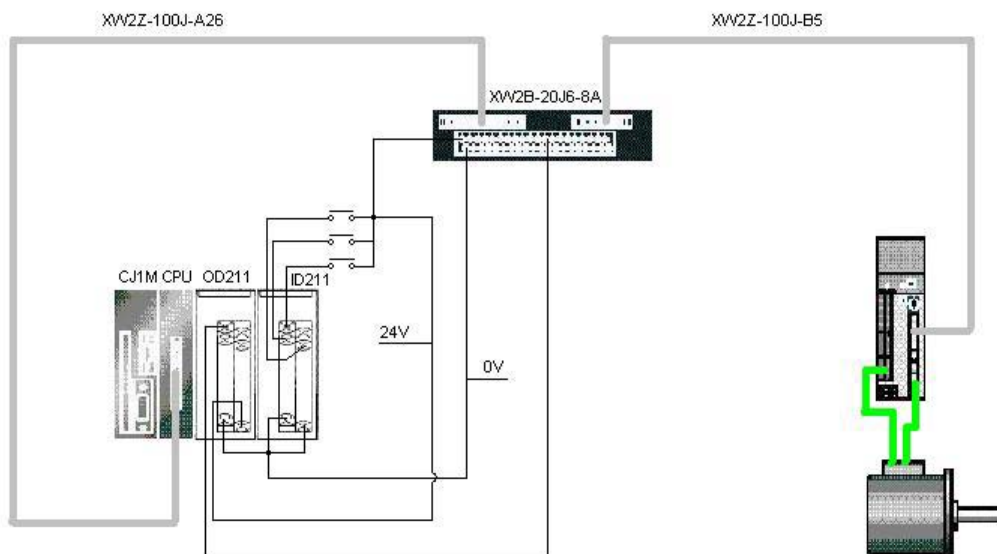 XW2Z-100J-A26
XW2Z-100J-B5
XW2B-20J6-8A
CJ1M CPU
OD211
ID211
24V
0V